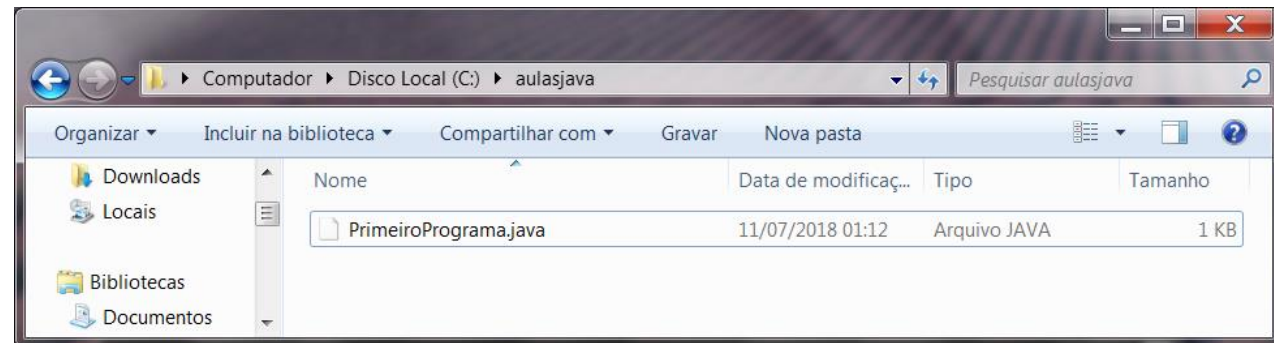 Computador ▸ Disco Local (C:) ▸ aulasjava Pesquisar aulasjava
Organizar Incluir na biblioteca Compartilhar com Gravar Nova pasta
Downloads
Locais
Bibliotecas
Documentos
Nome Data de modificaç... Tipo Tamanho
PrimeiroPrograma.java 11/07/2018 01:12 Arquivo JAVA 1 KB